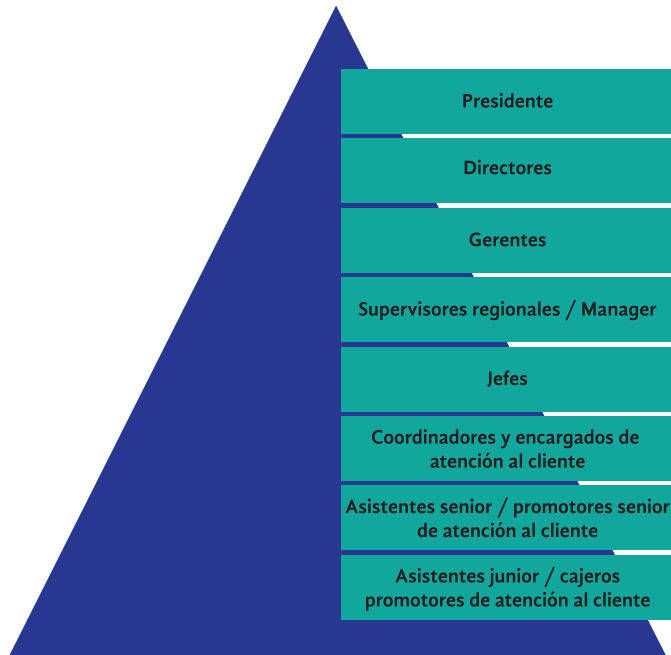 Presidente
Directores
Gerentes
Supervisores regionales / Manager
Jefes
Coordinadores y encargados de
atención al cliente
Asistentes senior / promotores senior
de atención al cliente
Asistentes junior / cajeros
promotores de atención al cliente